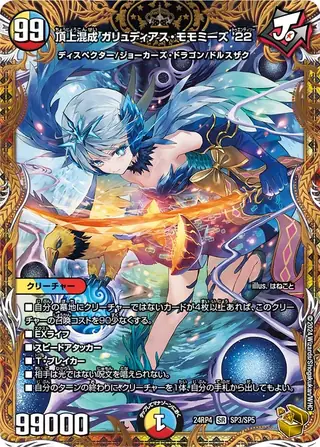 99
頂上混成 ガリュディアス・モモミーズ'22
ディスペクター/ジョーカーズ・ドラゴン/ドルスザク
illus. はねこと
クリーチャー
■自分の墓地にクリーチャーではないカードが4枚以上あれば、このクリーチャーの召喚コストを90少なくする。
■EXライフ
■スピードアタッカー
■T・ブレイカー
■相手は光ではない呪文を唱えられない。
■自分のターンの終わりに、クリーチャーを1体、自分の手札から出してもよい。
99000
1
24RP4 SR SP3/SP5